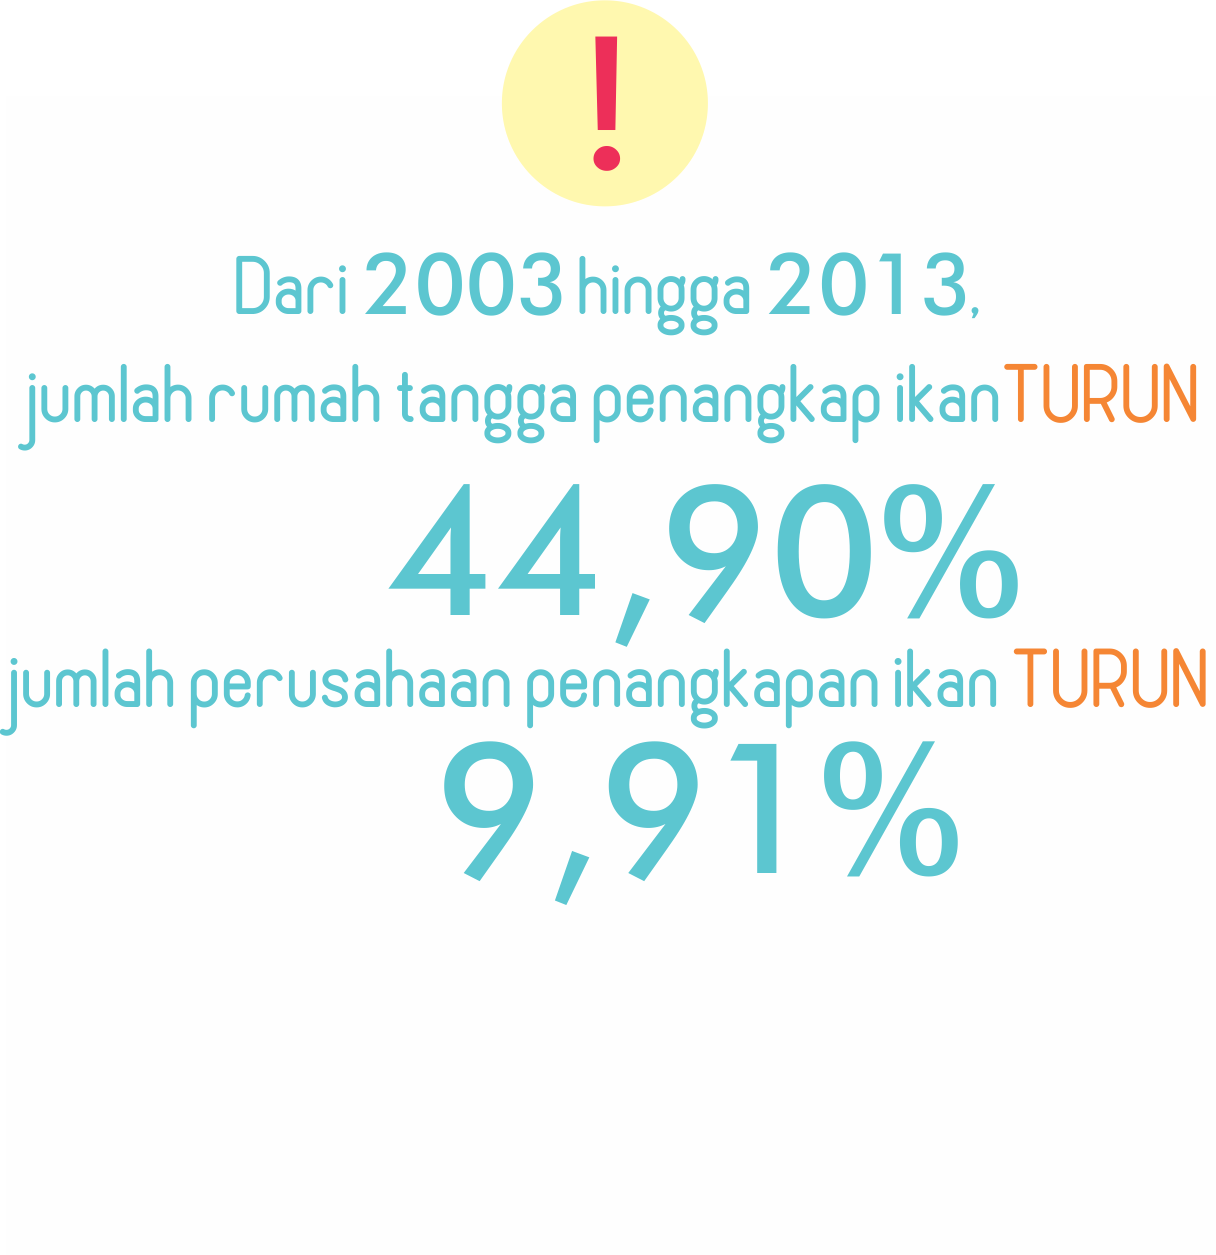 !
Dari 2003 hingga 2013,
jumlah rumah tangga penangkap ikan TURUN
44,90%
jumlah perusahaan penangkapan ikan TURUN
9,91%